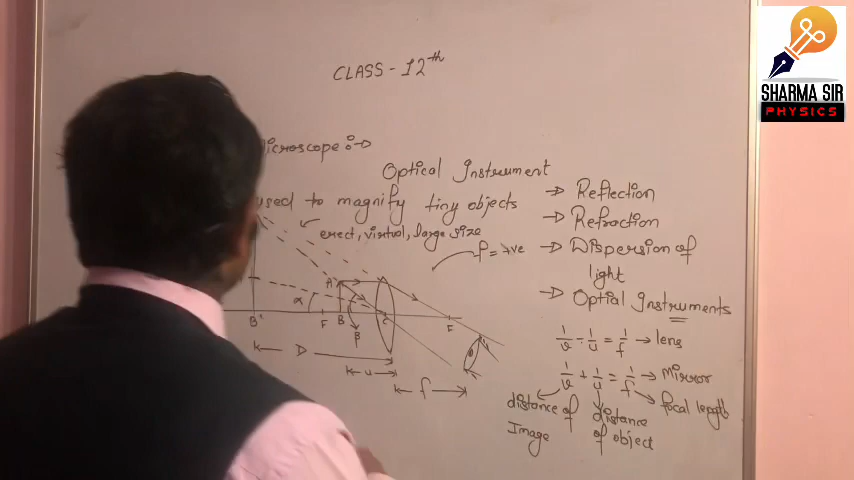 CLASS - 12th
icroscope :->
Optical Instrument
used to magnify tiny objects
erect, virtual, large size
f = +ve
-> Reflection
-> Refraction
-> Dispersion of
light
-> Optial Instruments
1/v - 1/u = 1/f -> lens
1/v + 1/u = 1/f -> Mirror
focal length
distance of
Image
distance
of object
A
α
B' F B C F
β
D
u
f
SHARMA SIR
PHYSICS